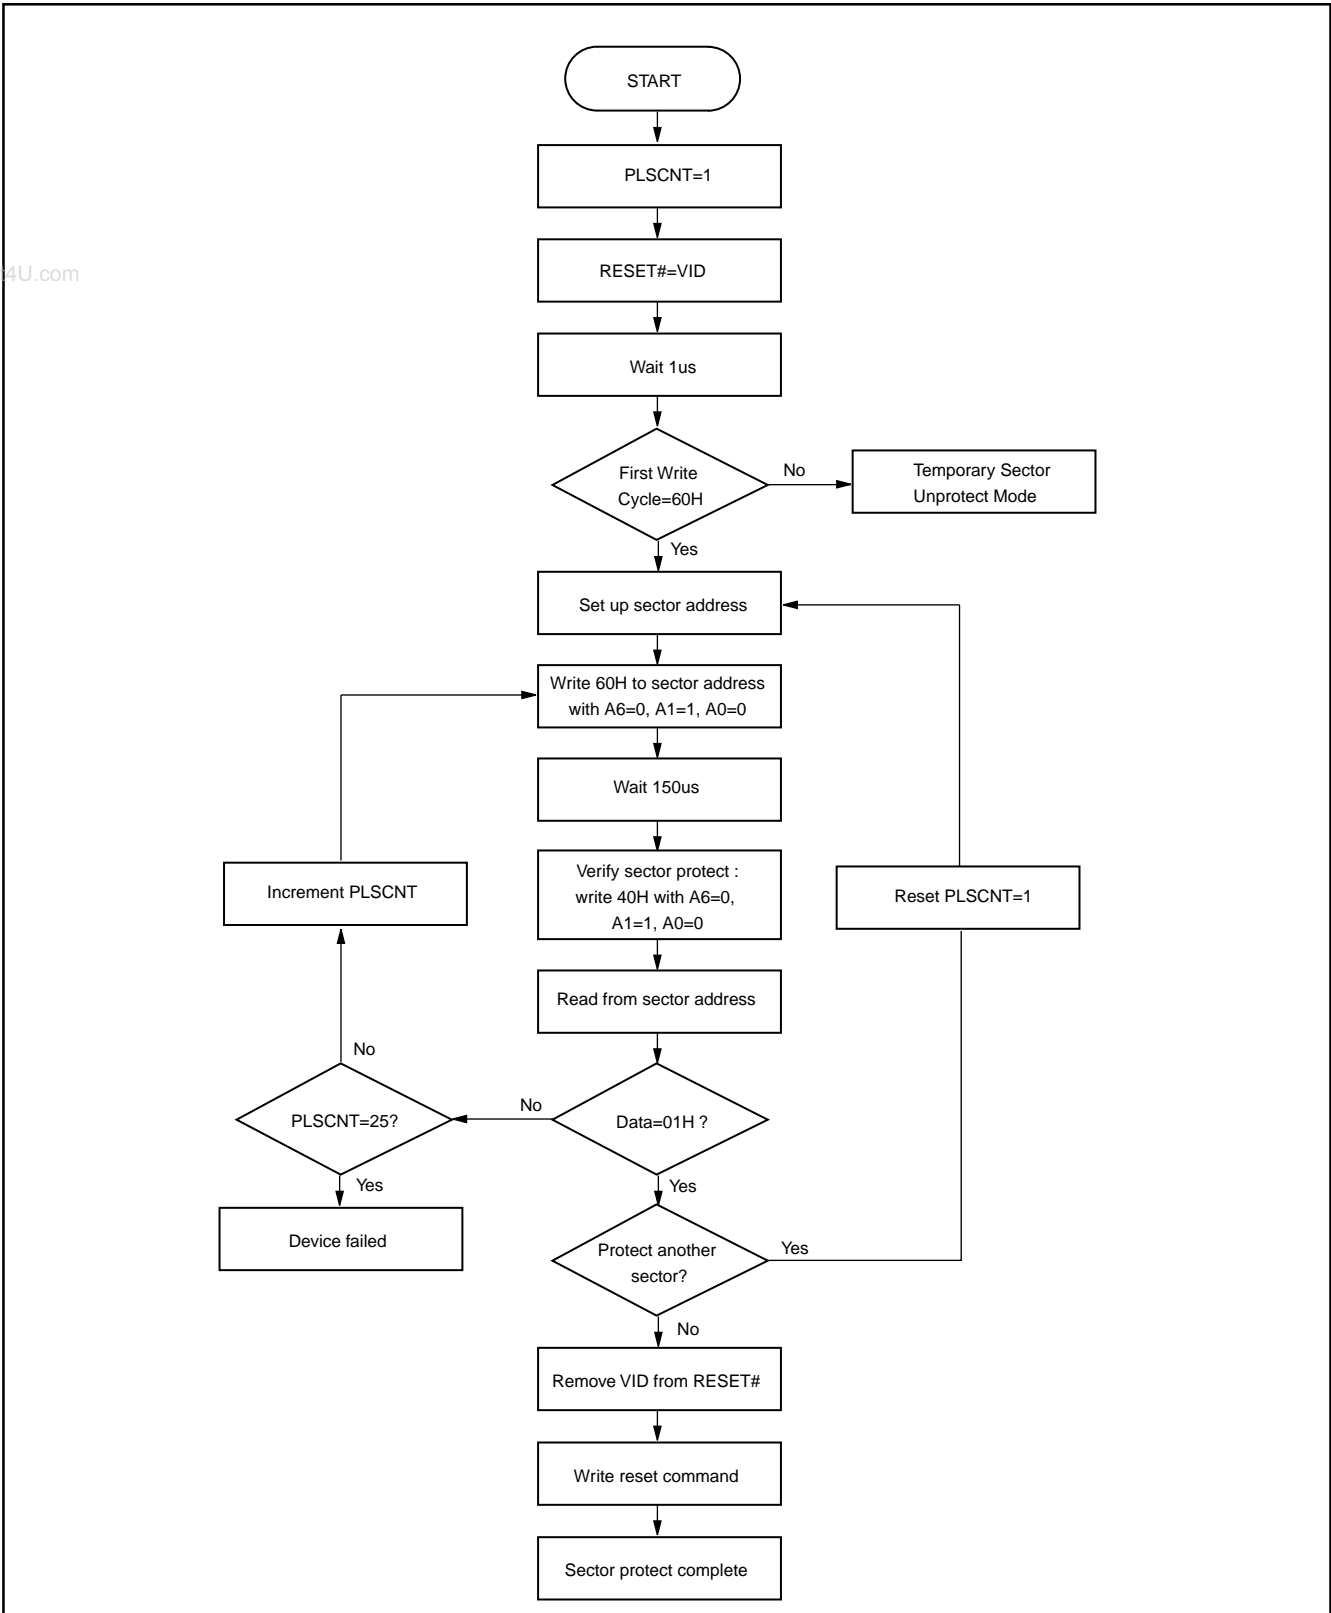 START
PLSCNT=1
RESET#=VID
4U.com
Wait 1us
First Write
Cycle=60H
No
Temporary Sector
Unprotect Mode
Yes
Set up sector address
Write 60H to sector address
with A6=0, A1=1, A0=0
Wait 150us
Verify sector protect :
write 40H with A6=0,
A1=1, A0=0
Increment PLSCNT
Reset PLSCNT=1
Read from sector address
No
PLSCNT=25?
No
Data=01H ?
Yes
Yes
Device failed
Protect another
sector?
Yes
No
Remove VID from RESET#
Write reset command
Sector protect complete